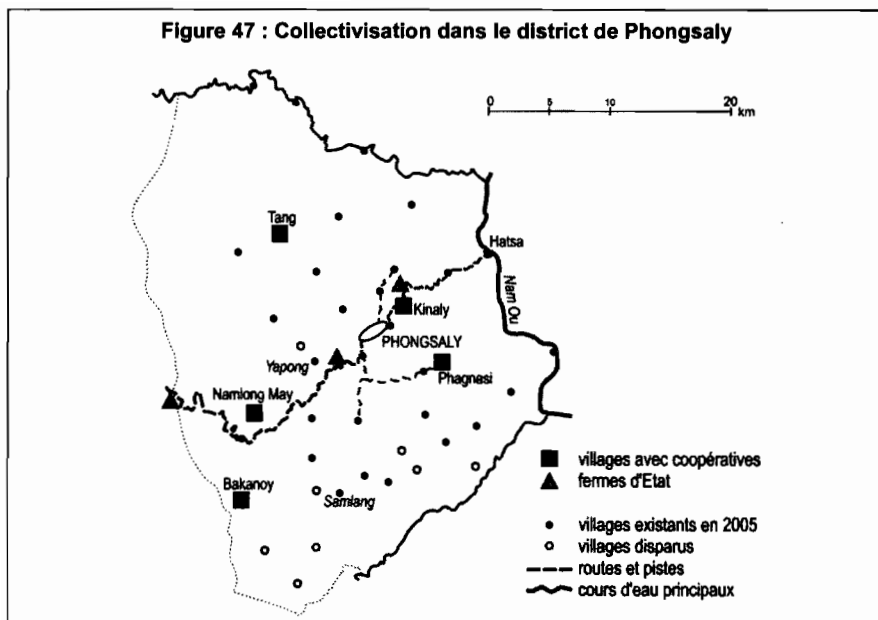 Figure 47 : Collectivisation dans le district de Phongsaly
0 5 10 20
km
Tang
Hatsa
Nam Ou
Kinaly
PHONGSALY
Yapong
Phagnesi
Namlong May
Bakanoy
Samlang
villages avec coopératives
fermes d'Etat
villages existants en 2005
villages disparus
routes et pistes
cours d'eau principaux